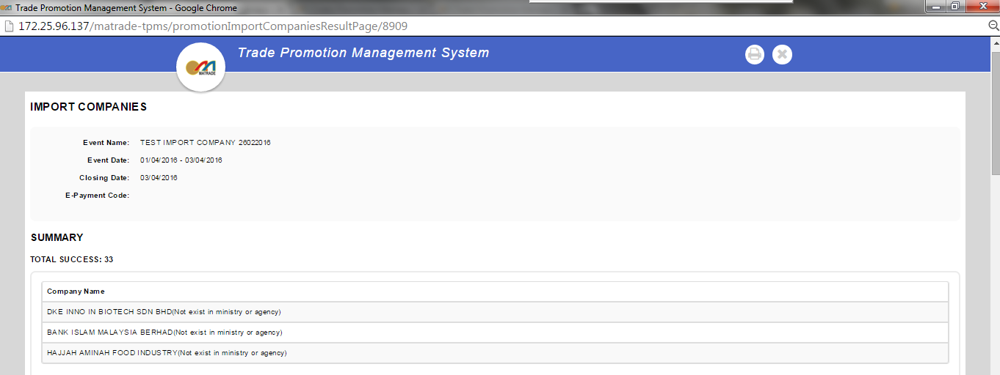 Trade Promotion Management System - Google Chrome
172.25.96.137/matrade-tpms/promotionImportCompaniesResultPage/8909
Trade Promotion Management System
MATRADE
IMPORT COMPANIES
Event Name: TEST IMPORT COMPANY 26022016
Event Date: 01/04/2016 - 03/04/2016
Closing Date: 03/04/2016
E-Payment Code:
SUMMARY
TOTAL SUCCESS: 33
Company Name
DKE INNO IN BIOTECH SDN BHD(Not exist in ministry or agency)
BANK ISLAM MALAYSIA BERHAD(Not exist in ministry or agency)
HAJJAH AMINAH FOOD INDUSTRY(Not exist in ministry or agency)